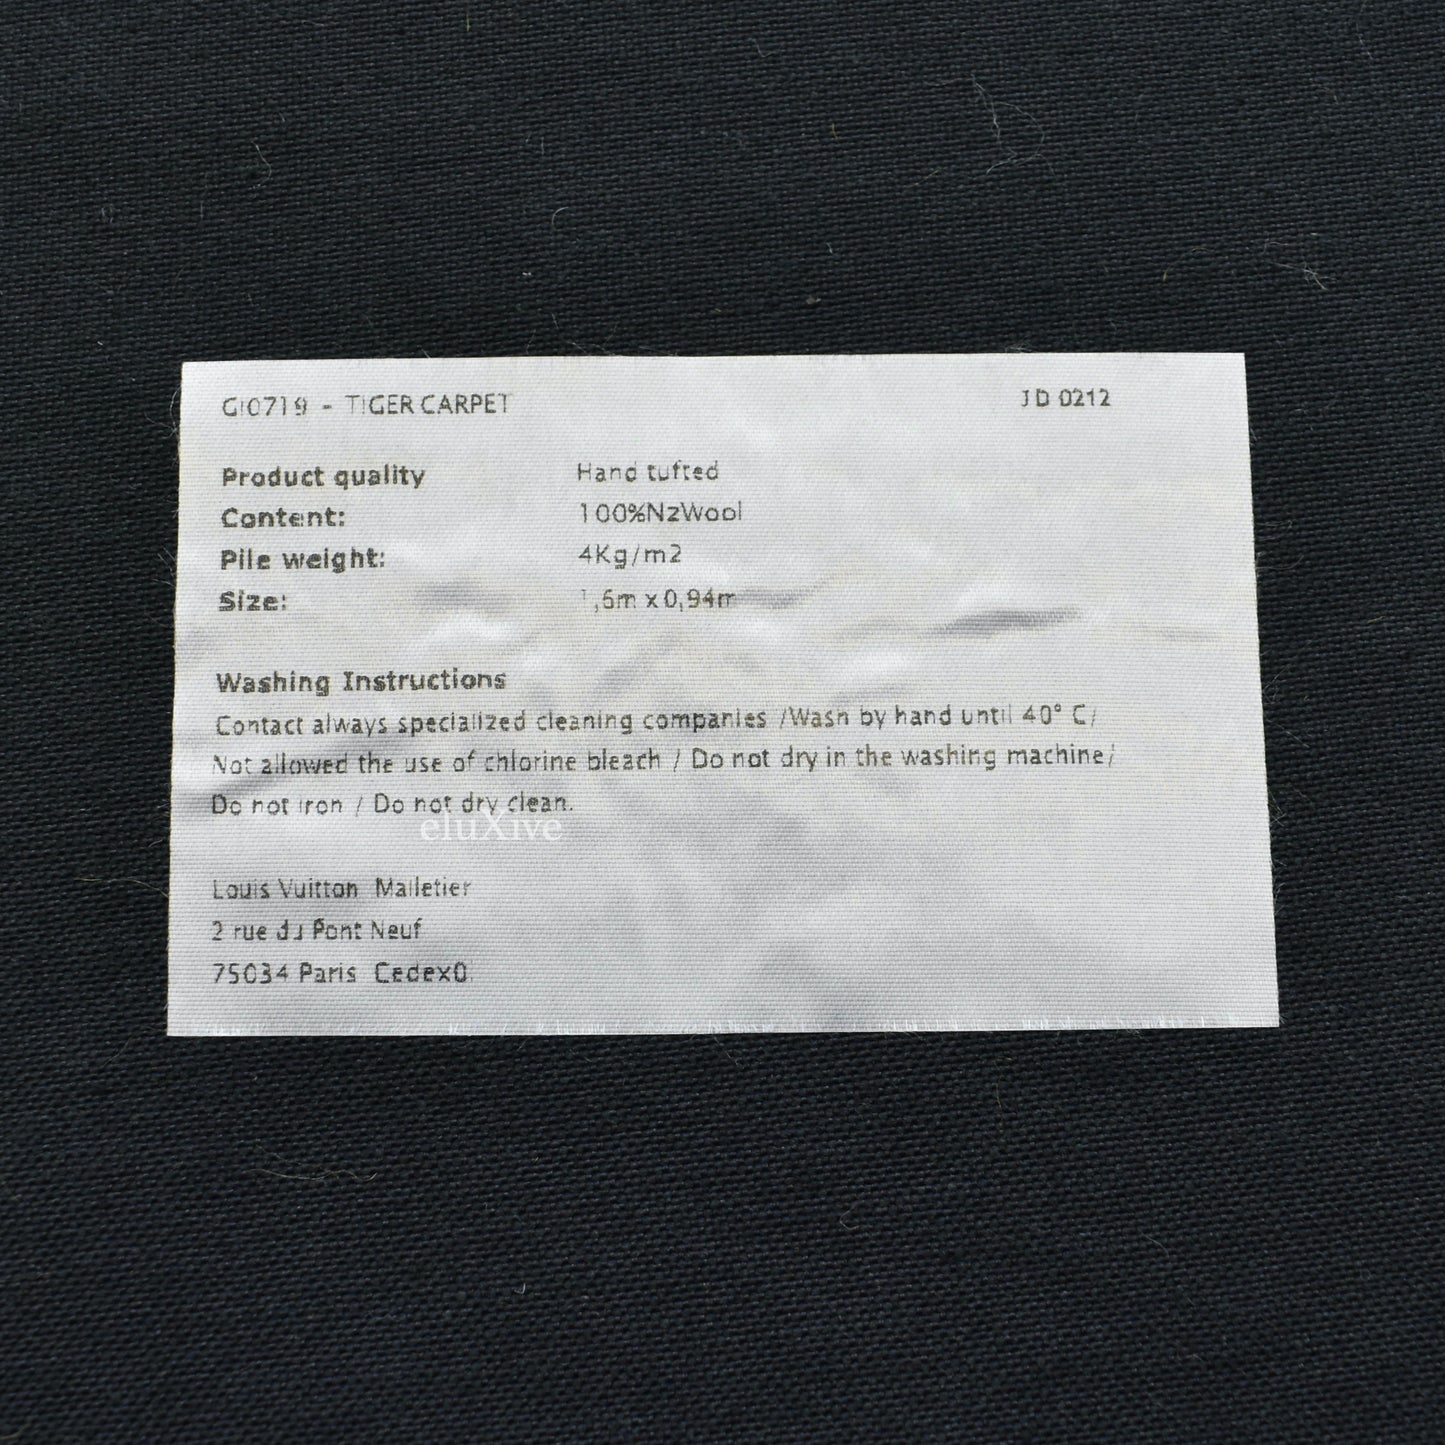 GI0719 - TIGER CARPET JD 0212
Product quality Hand tufted
Content: 100%NzWool
Pile weight: 4Kg/m2
Size: 1,6m x 0,94m
Washing Instructions
Contact always specialized cleaning companies /Wash by hand until 40° C/
Not allowed the use of chlorine bleach / Do not dry in the washing machine/
Do not iron / Do not dry clean.
eluXive
Louis Vuitton Malletier
2 rue du Pont Neuf
75034 Paris